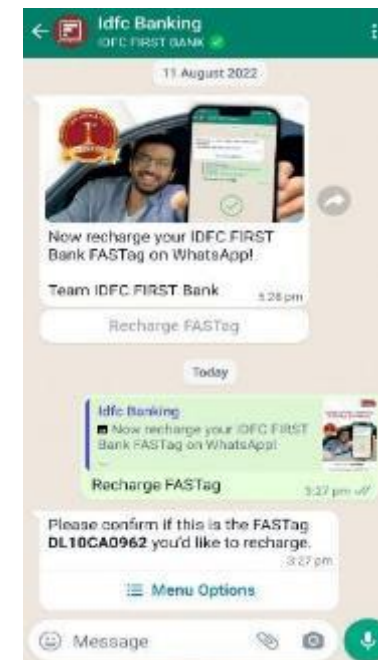 Idfc Banking
IDFC FIRST BANK
11 August 2022
Now recharge your IDFC FIRST
Bank FASTag on WhatsApp!
Team IDFC FIRST Bank
5:28 pm
Recharge FASTag
Today
Idfc Banking
Now recharge your IDFC FIRST
Bank FASTag on WhatsApp!
Recharge FASTag
3:27 pm
Please confirm if this is the FASTag
DL10CA0962 you'd like to recharge.
3:27 pm
Menu Options
Message